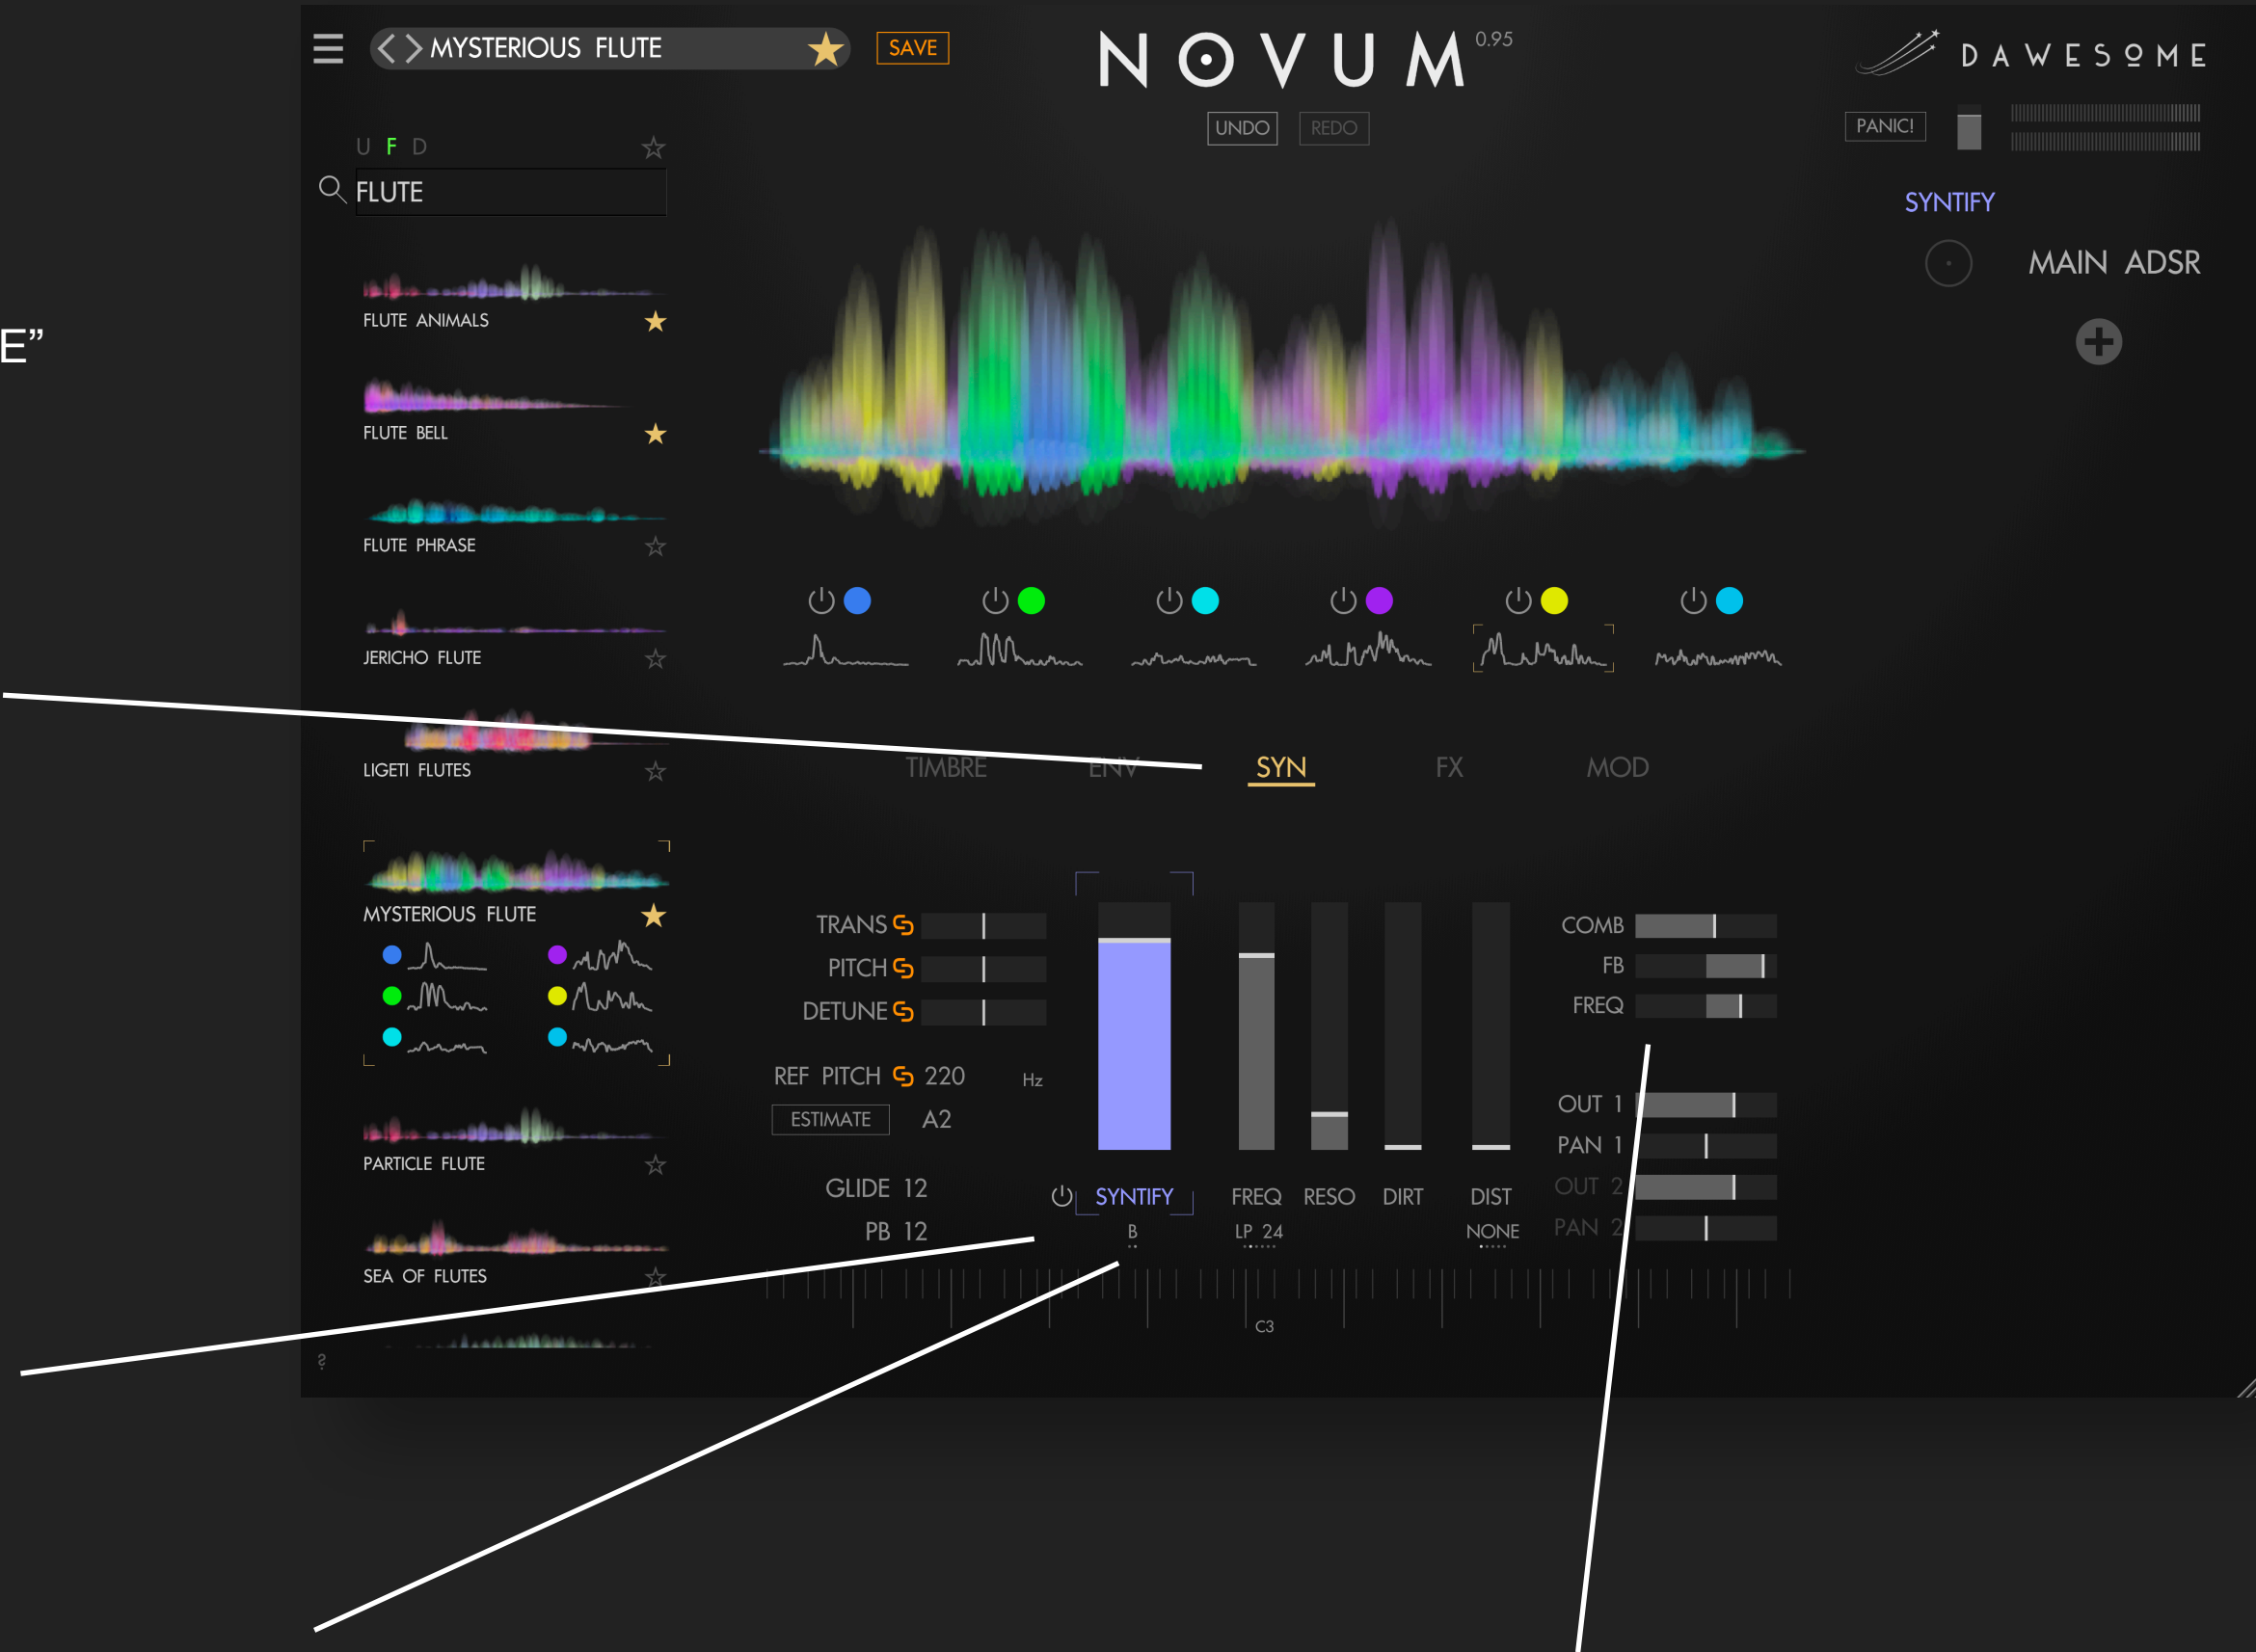 E”
MYSTERIOUS FLUTE
SAVE
NOVUM 0.95
DAWESOME
UNDO REDO
PANIC!
U F D
FLUTE
SYNTIFY
MAIN ADSR
FLUTE ANIMALS
FLUTE BELL
FLUTE PHRASE
JERICHO FLUTE
LIGETI FLUTES
MYSTERIOUS FLUTE
PARTICLE FLUTE
SEA OF FLUTES
?
TIMBRE ENV SYN FX MOD
TRANS
PITCH
DETUNE
REF PITCH 220 Hz
ESTIMATE A2
GLIDE 12
PB 12
SYNTIFY FREQ RESO DIRT DIST
B LP 24 NONE
COMB
FB
FREQ
OUT 1
PAN 1
OUT 2
PAN 2
C3